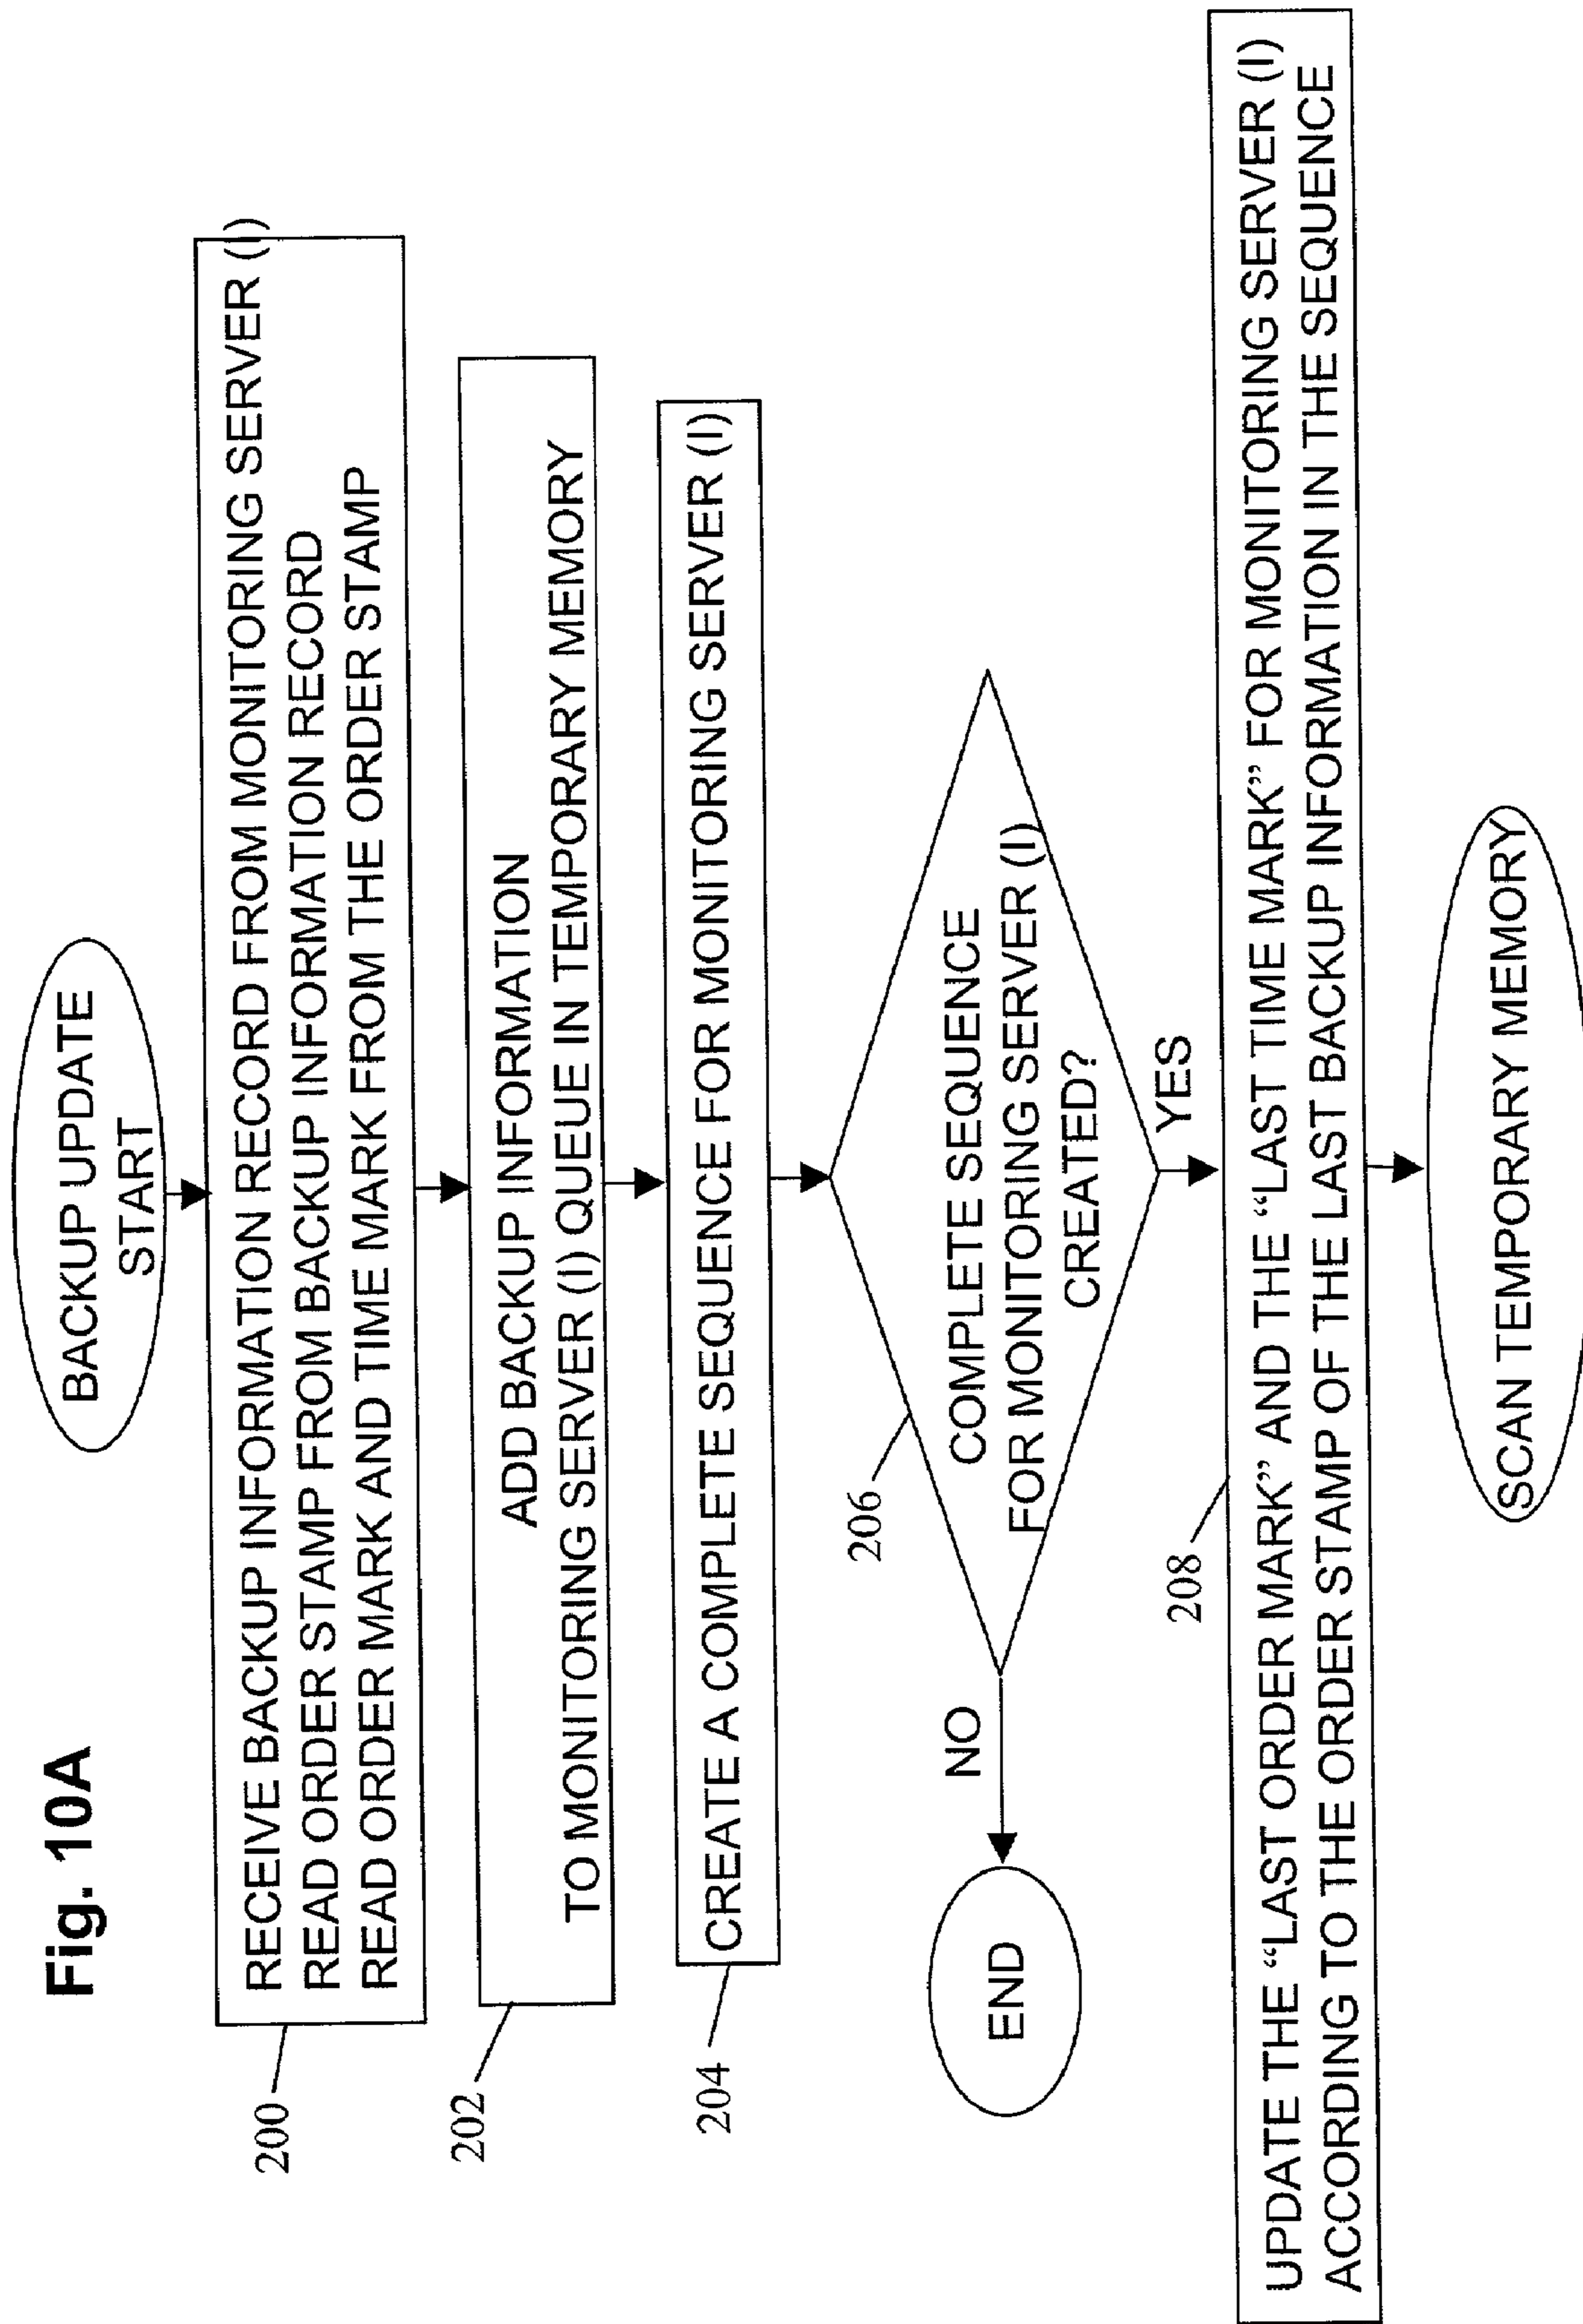 Fig. 10A
BACKUP UPDATE
START
200
RECEIVE BACKUP INFORMATION RECORD FROM MONITORING SERVER (I)
READ ORDER STAMP FROM BACKUP INFORMATION RECORD
READ ORDER MARK AND TIME MARK FROM THE ORDER STAMP
202
ADD BACKUP INFORMATION
TO MONITORING SERVER (I) QUEUE IN TEMPORARY MEMORY
204
CREATE A COMPLETE SEQUENCE FOR MONITORING SERVER (I)
206
COMPLETE SEQUENCE
FOR MONITORING SERVER (I)
CREATED?
NO
END
YES
208
UPDATE THE “LAST ORDER MARK” AND THE “LAST TIME MARK” FOR MONITORING SERVER (I)
ACCORDING TO THE ORDER STAMP OF THE LAST BACKUP INFORMATION IN THE SEQUENCE
SCAN TEMPORARY MEMORY